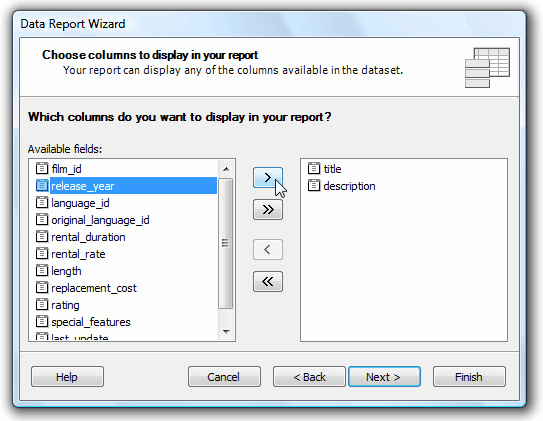 Data Report Wizard
Choose columns to display in your report
Your report can display any of the columns available in the dataset.
Which columns do you want to display in your report?
Available fields:
film_id
release_year
language_id
original_language_id
rental_duration
rental_rate
length
replacement_cost
rating
special_features
last_update
>
>>
<
<<
title
description
Help
Cancel
< Back
Next >
Finish